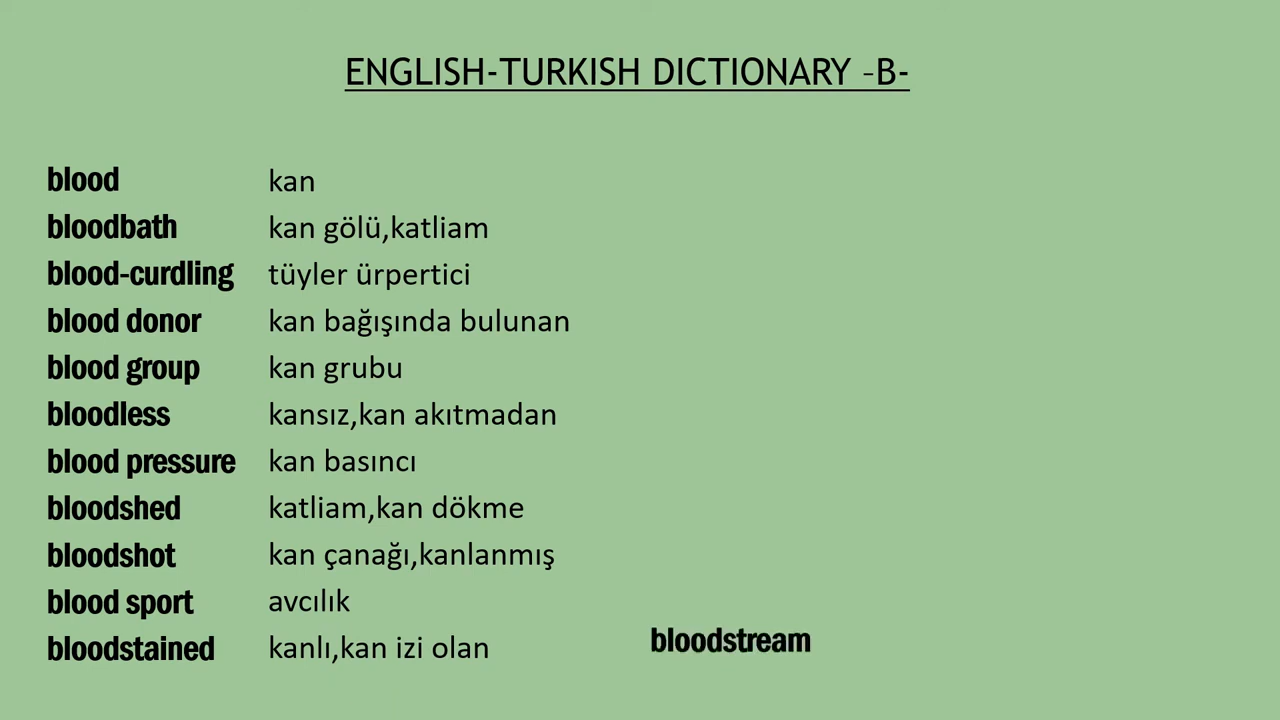 ENGLISH-TURKISH DICTIONARY –B-
blood kan
bloodbath kan gölü,katliam
blood-curdling tüyler ürpertici
blood donor kan bağışında bulunan
blood group kan grubu
bloodless kansız,kan akıtmadan
blood pressure kan basıncı
bloodshed katliam,kan dökme
bloodshot kan çanağı,kanlanmış
blood sport avcılık
bloodstained kanlı,kan izi olan
bloodstream